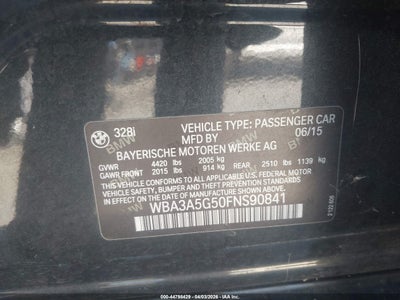 328i VEHICLE TYPE: PASSENGER CAR
MFD BY 06/15
BAYERISCHE MOTOREN WERKE AG
GVWR 4420 lbs 2005 kg
GAWR FRONT 2015 lbs 914 kg REAR 2510 lbs 1139 kg
THIS VEHICLE CONFORMS TO ALL APPLICABLE U.S. FEDERAL MOTOR
VEHICLE SAFETY, BUMPER AND THEFT PREVENTION STANDARDS
IN EFFECT ON THE DATE OF MANUFACTURE SHOWN ABOVE.
WBA3A5G50FNS90841
000-44798429 - 04/03/2026 -